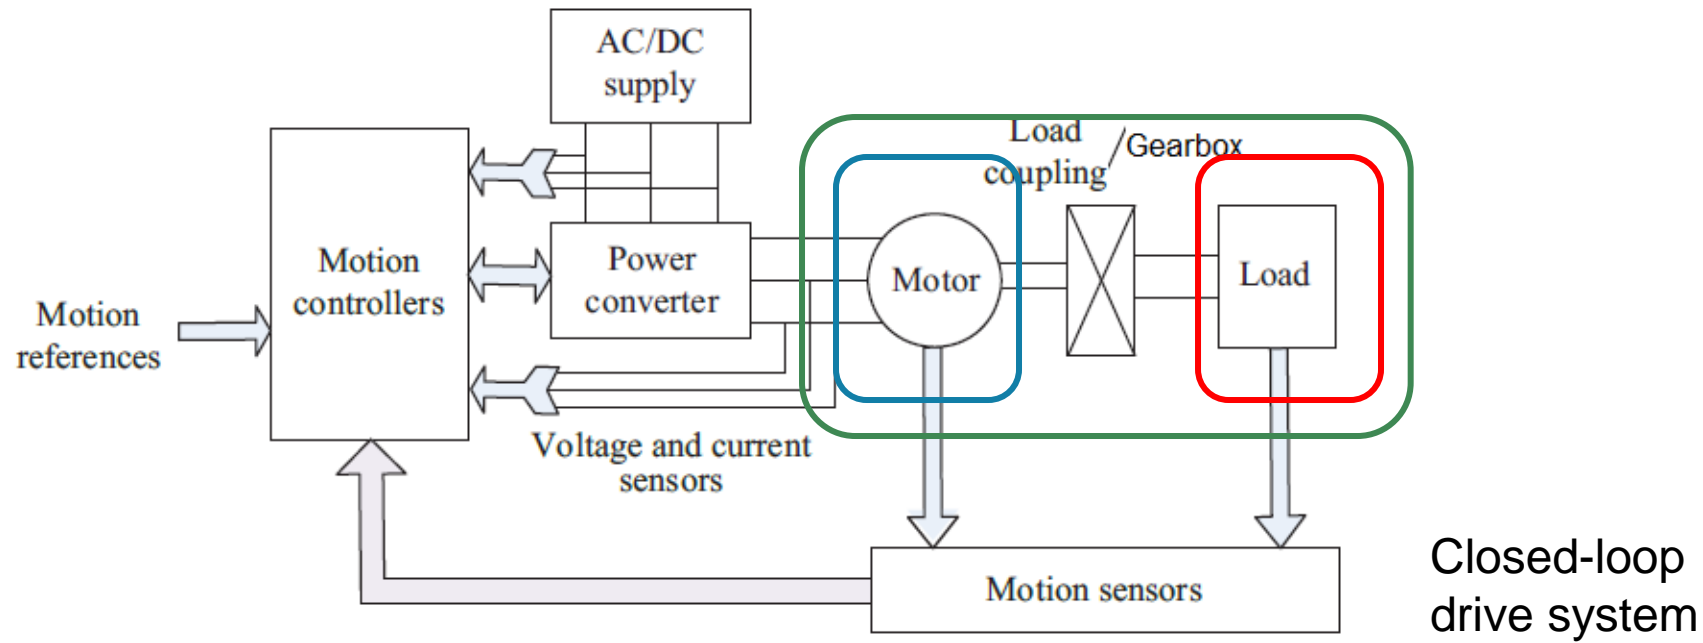 AC/DC
supply
Load
coupling
/Gearbox
Motion
controllers
Power
converter
Motor
Load
Motion
references
Voltage and current
sensors
Motion sensors
Closed-loop
drive system